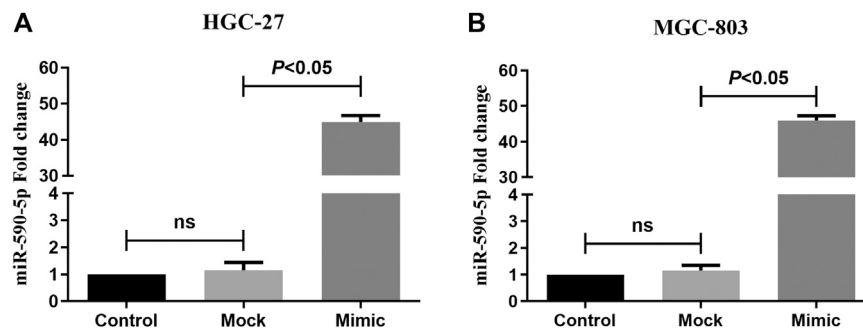 A
HGC-27
miR-590-5p Fold change
60
50
40
30
4
3
2
1
0
P<0.05
ns
Control
Mock
Mimic
B
MGC-803
miR-590-5p Fold change
60
50
40
30
4
3
2
1
0
P<0.05
ns
Control
Mock
Mimic